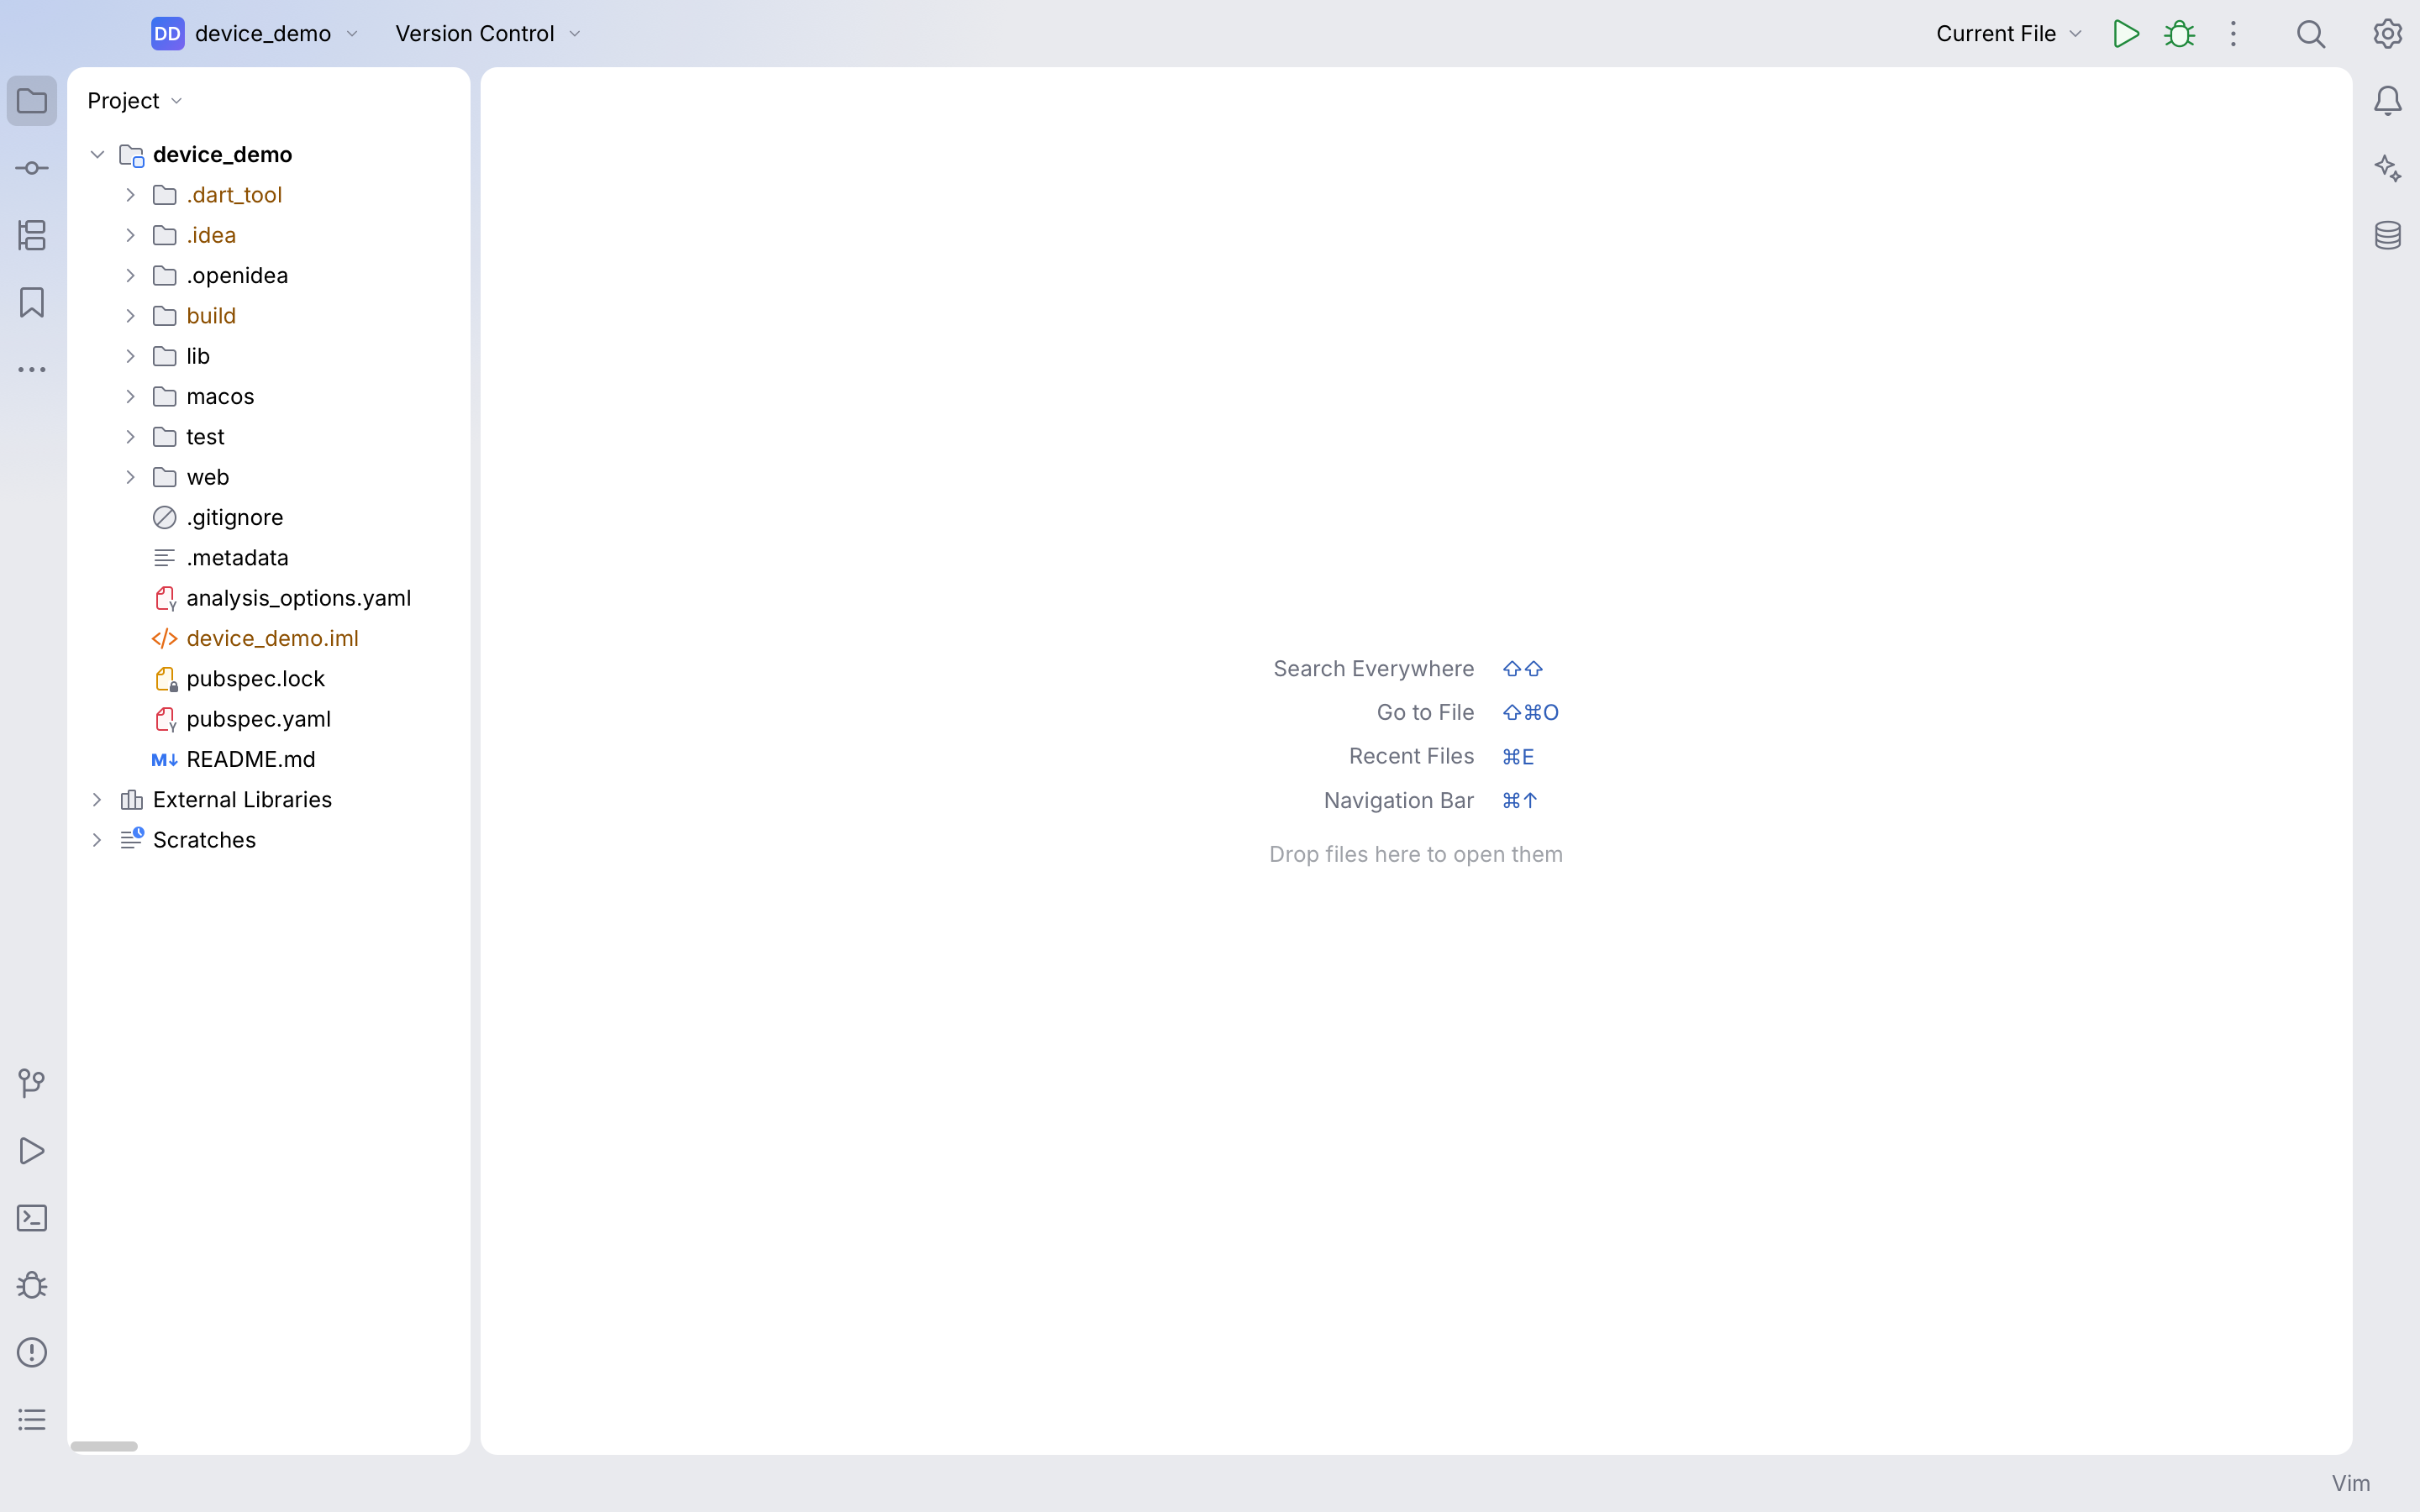 DD device_demo Version Control Current File
Project
device_demo
.dart_tool
.idea
.openidea
build
lib
macos
test
web
.gitignore
.metadata
analysis_options.yaml
device_demo.iml
pubspec.lock
pubspec.yaml
README.md
External Libraries
Scratches
Search Everywhere ⇧⇧
Go to File ⇧⌘O
Recent Files ⌘E
Navigation Bar ⌘↑
Drop files here to open them
Vim